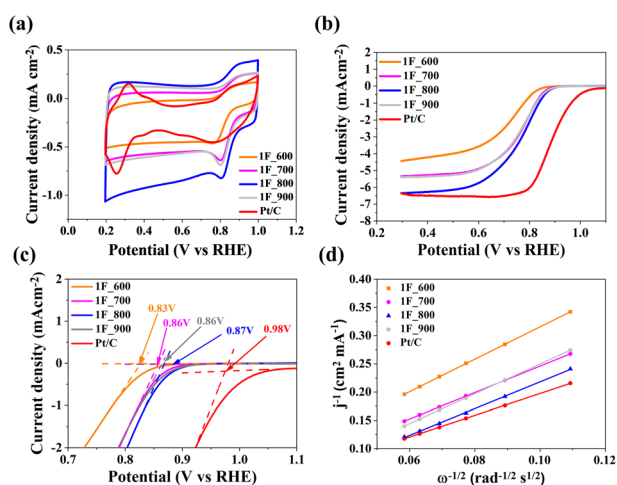 (a)
0.5
0.0
-0.5
-1.0
Current density (mA cm⁻²)
1F_600
1F_700
1F_800
1F_900
Pt/C
0.0 0.2 0.4 0.6 0.8 1.0 1.2
Potential (V vs RHE)
(b)
0
-1
-2
-3
-4
-5
-6
-7
Current density (mAcm⁻²)
1F_600
1F_700
1F_800
1F_900
Pt/C
0.2 0.4 0.6 0.8 1.0
Potential (V vs RHE)
(c)
2
1
0
-1
-2
Current density (mAcm⁻²)
1F_600
1F_700
1F_800
1F_900
Pt/C
0.83V
0.86V
0.86V
0.87V
0.98V
0.7 0.8 0.9 1.0 1.1
Potential (V vs RHE)
(d)
0.40
0.35
0.30
0.25
0.20
0.15
0.10
j⁻¹ (cm² mA⁻¹)
1F_600
1F_700
1F_800
1F_900
Pt/C
0.06 0.08 0.10 0.12
ω⁻¹/² (rad⁻¹/² s¹/²)